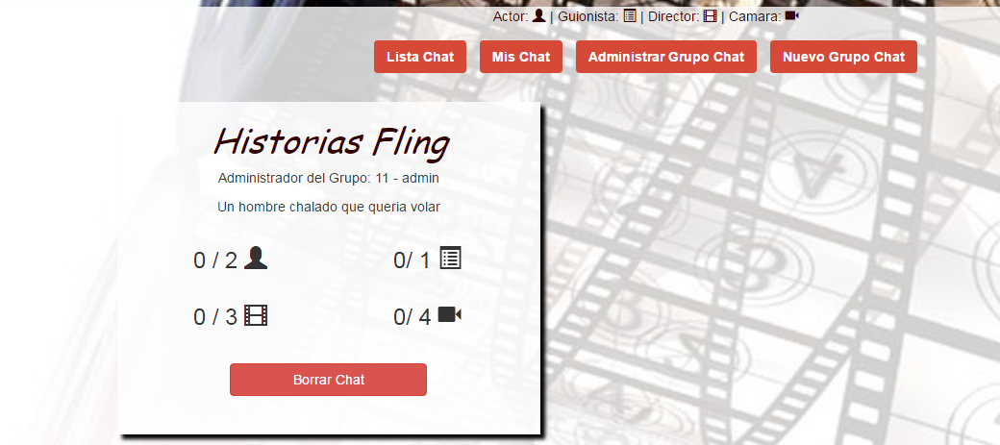 Actor: | Guionista: | Director: | Camara:
Lista Chat Mis Chat Administrar Grupo Chat Nuevo Grupo Chat
Historias Fling
Administrador del Grupo: 11 - admin
Un hombre chalado que queria volar
0 / 2 0/ 1
0 / 3 0/ 4
Borrar Chat